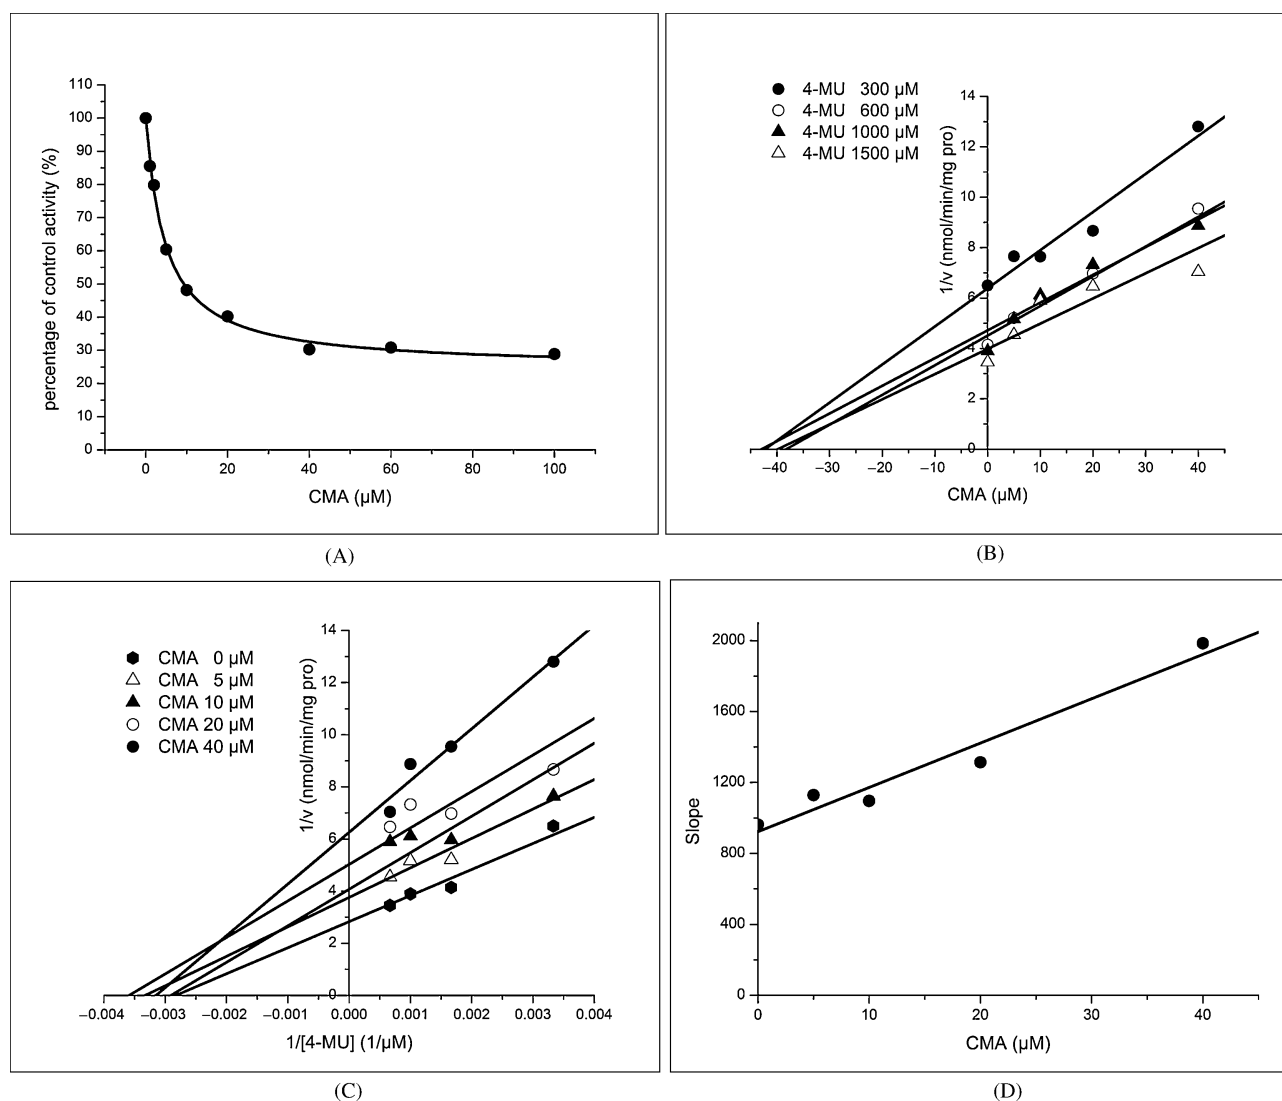 110
100
90
80
70
60
50
40
30
20
10
0
percentage of control activity (%)
0 20 40 60 80 100
CMA (µM)
(A)
4-MU 300 µM
4-MU 600 µM
4-MU 1000 µM
4-MU 1500 µM
14
12
10
8
6
4
2
0
1/v (nmol/min/mg pro)
−40 −30 −20 −10 0 10 20 30 40
CMA (µM)
(B)
CMA 0 µM
CMA 5 µM
CMA 10 µM
CMA 20 µM
CMA 40 µM
14
12
10
8
6
4
2
0
1/v (nmol/min/mg pro)
−0.004 −0.003 −0.002 −0.001 0.000 0.001 0.002 0.003 0.004
1/[4-MU] (1/µM)
(C)
2000
1600
1200
800
400
0
Slope
0 10 20 30 40
CMA (µM)
(D)